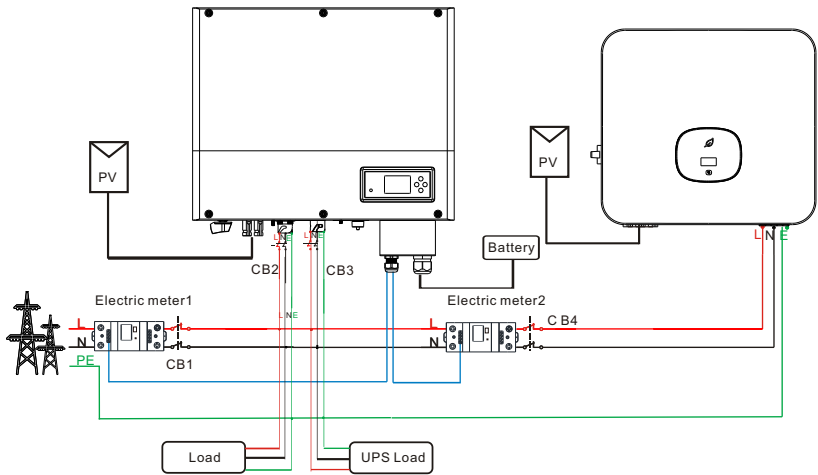 PV
PV
Battery
L N E
L N E
L N E
CB2
CB3
L N E
Electric meter1
Electric meter2
C B4
L
L
N
N
PE
CB1
Load
UPS Load